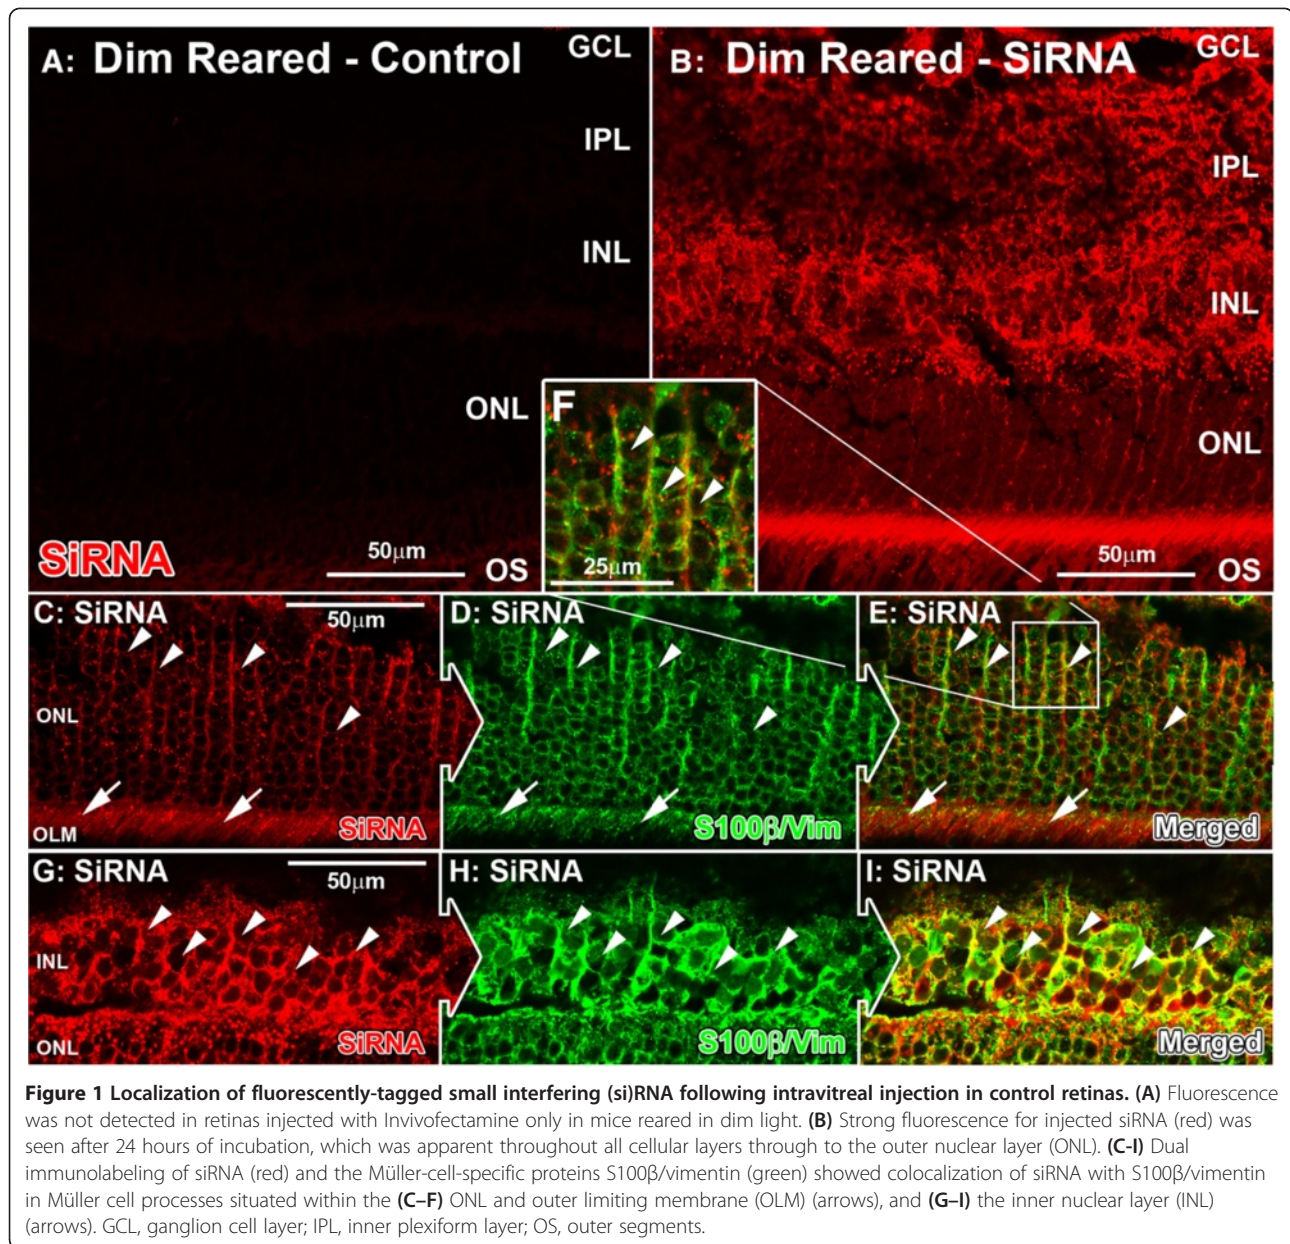 A: Dim Reared - Control
GCL
IPL
INL
ONL
SiRNA
50μm
OS
B: Dim Reared - SiRNA
GCL
IPL
INL
ONL
50μm
OS
F
25μm
C: SiRNA
50μm
ONL
OLM
SiRNA
D: SiRNA
S100β/Vim
E: SiRNA
Merged
G: SiRNA
50μm
INL
ONL
SiRNA
H: SiRNA
S100β/Vim
I: SiRNA
Merged
Figure 1 Localization of fluorescently-tagged small interfering (si)RNA following intravitreal injection in control retinas. (A) Fluorescence
was not detected in retinas injected with Invivofectamine only in mice reared in dim light. (B) Strong fluorescence for injected siRNA (red) was
seen after 24 hours of incubation, which was apparent throughout all cellular layers through to the outer nuclear layer (ONL). (C-I) Dual
immunolabeling of siRNA (red) and the Müller-cell-specific proteins S100β/vimentin (green) showed colocalization of siRNA with S100β/vimentin
in Müller cell processes situated within the (C–F) ONL and outer limiting membrane (OLM) (arrows), and (G–I) the inner nuclear layer (INL)
(arrows). GCL, ganglion cell layer; IPL, inner plexiform layer; OS, outer segments.